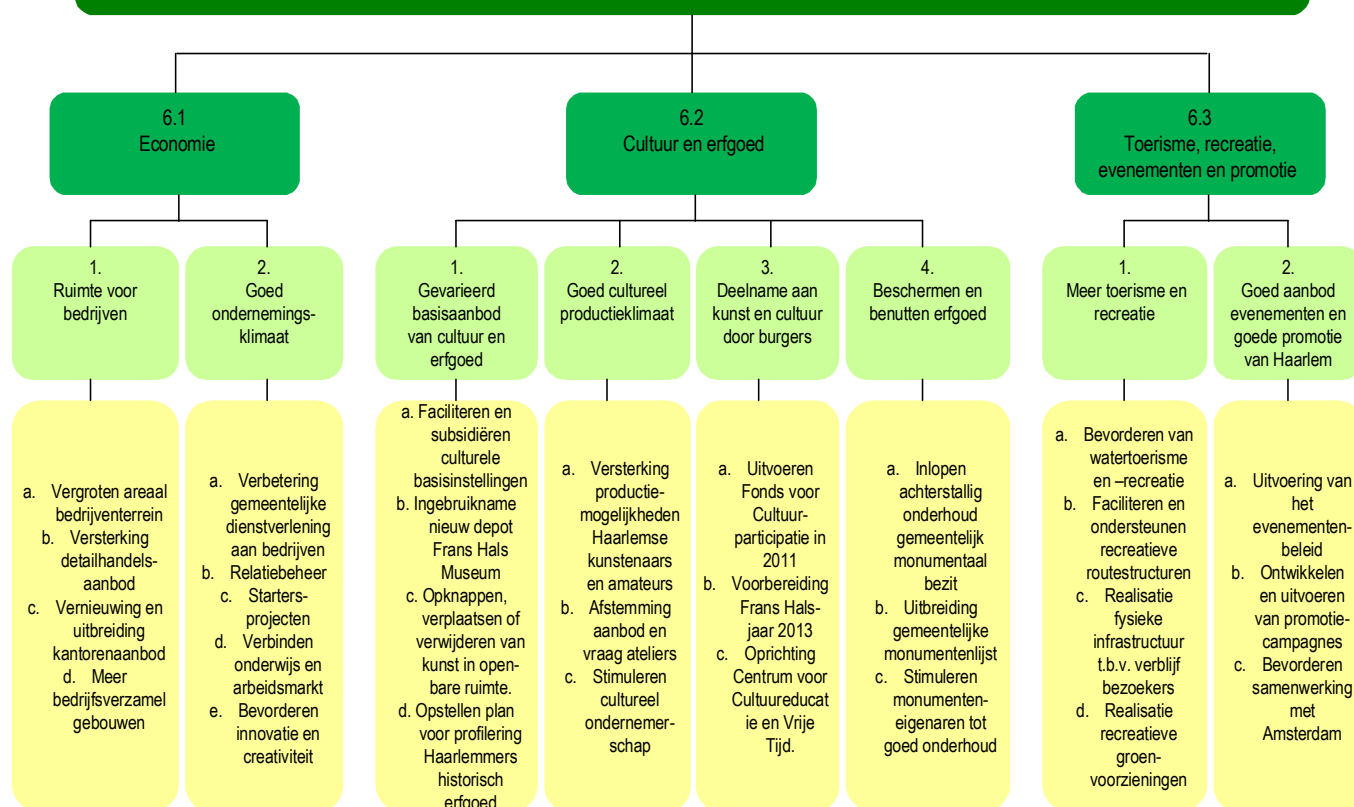 6.1
Economie
6.2
Cultuur en erfgoed
6.3
Toerisme, recreatie,
evenementen en promotie
1.
Ruimte voor
bedrijven
2.
Goed
ondernemings-
klimaat
1.
Gevarieerd
basisaanbod
van cultuur en
erfgoed
2.
Goed cultureel
productieklimaat
3.
Deelname aan
kunst en cultuur
door burgers
4.
Beschermen en
benutten erfgoed
1.
Meer toerisme en
recreatie
2.
Goed aanbod
evenementen en
goede promotie
van Haarlem
a. Vergroten areaal
bedrijventerrein
b. Versterking
detailhandels-
aanbod
c. Vernieuwing en
uitbreiding
kantorenaanbod
d. Meer
bedrijfsverzamel
gebouwen
a. Verbetering
gemeentelijke
dienstverlening
aan bedrijven
b. Relatiebeheer
c. Starters-
projecten
d. Verbinden
onderwijs en
arbeidsmarkt
e. Bevorderen
innovatie en
creativiteit
a. Faciliteren en
subsidiëren
culturele
basisinstellingen
b. Ingebruikname
nieuw depot
Frans Hals
Museum
c. Opknappen,
verplaatsen of
verwijderen van
kunst in open-
bare ruimte.
d. Opstellen plan
voor profilering
Haarlemmers
historisch
erfgoed
a. Versterking
productie-
mogelijkheden
Haarlemse
kunstenaars
en amateurs
b. Afstemming
aanbod en
vraag ateliers
c. Stimuleren
cultureel
ondernemer-
schap
a. Uitvoeren
Fonds voor
Cultuur-
participatie in
2011
b. Voorbereiding
Frans Hals-
jaar 2013
c. Oprichting
Centrum voor
Cultuureducat
ie en Vrije
Tijd.
a. Inlopen
achterstallig
onderhoud
gemeentelijk
monumentaal
bezit
b. Uitbreiding
gemeentelijke
monumentenlijst
c. Stimuleren
monumenten-
eigenaren tot
goed onderhoud
a. Bevorderen van
watertoerisme
en –recreatie
b. Faciliteren en
ondersteunen
recreatieve
routestructuren
c. Realisatie
fysieke
infrastructuur
t.b.v. verblijf
bezoekers
d. Realisatie
recreatieve
groen-
voorzieningen
a. Uitvoering van
het
evenementen-
beleid
b. Ontwikkelen
en uitvoeren
van promotie-
campagnes
c. Bevorderen
samenwerking
met
Amsterdam